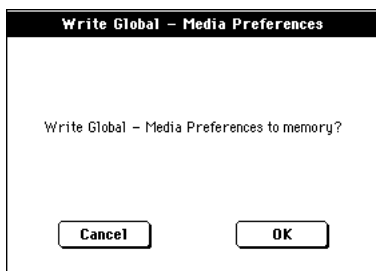 Write Global – Media Preferences
Write Global – Media Preferences to memory?
Cancel OK